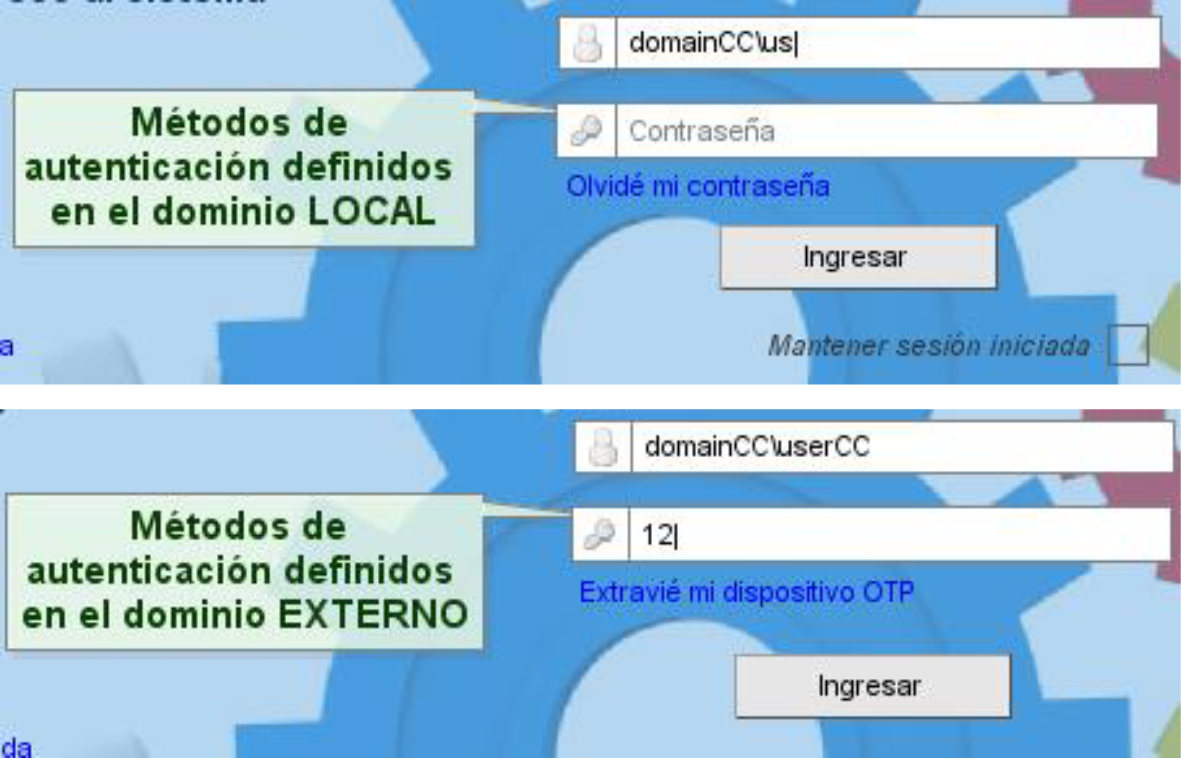 domainCC\us
Métodos de
autenticación definidos
en el dominio LOCAL
Contraseña
Olvidé mi contraseña
Ingresar
a
Mantener sesión iniciada
domainCC\userCC
Métodos de
autenticación definidos
en el dominio EXTERNO
12
Extravié mi dispositivo OTP
Ingresar
da